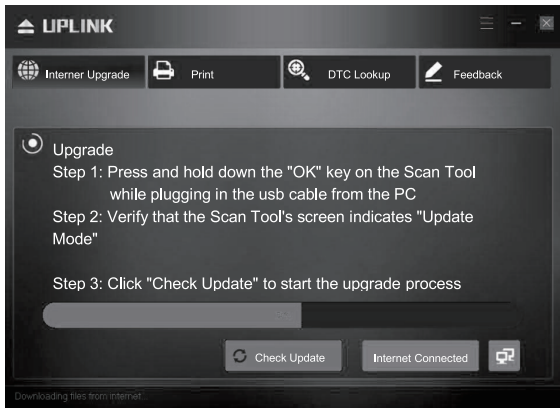 UPLINK
Interner Upgrade
Print
DTC Lookup
Feedback
Upgrade
Step 1: Press and hold down the "OK" key on the Scan Tool
while plugging in the usb cable from the PC
Step 2: Verify that the Scan Tool's screen indicates "Update
Mode"
Step 3: Click "Check Update" to start the upgrade process
Check Update
Internet Connected
Downloading files from internet...